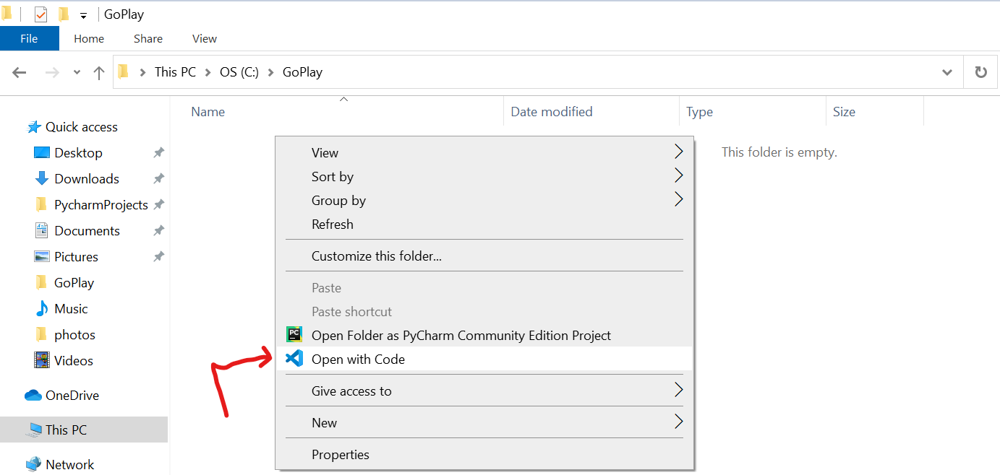 GoPlay
File Home Share View
This PC OS (C:) GoPlay
Name Date modified Type Size
This folder is empty.
Quick access
Desktop
Downloads
PycharmProjects
Documents
Pictures
GoPlay
Music
photos
Videos
OneDrive
This PC
Network
View
Sort by
Group by
Refresh
Customize this folder...
Paste
Paste shortcut
PC Open Folder as PyCharm Community Edition Project
Open with Code
Give access to
New
Properties